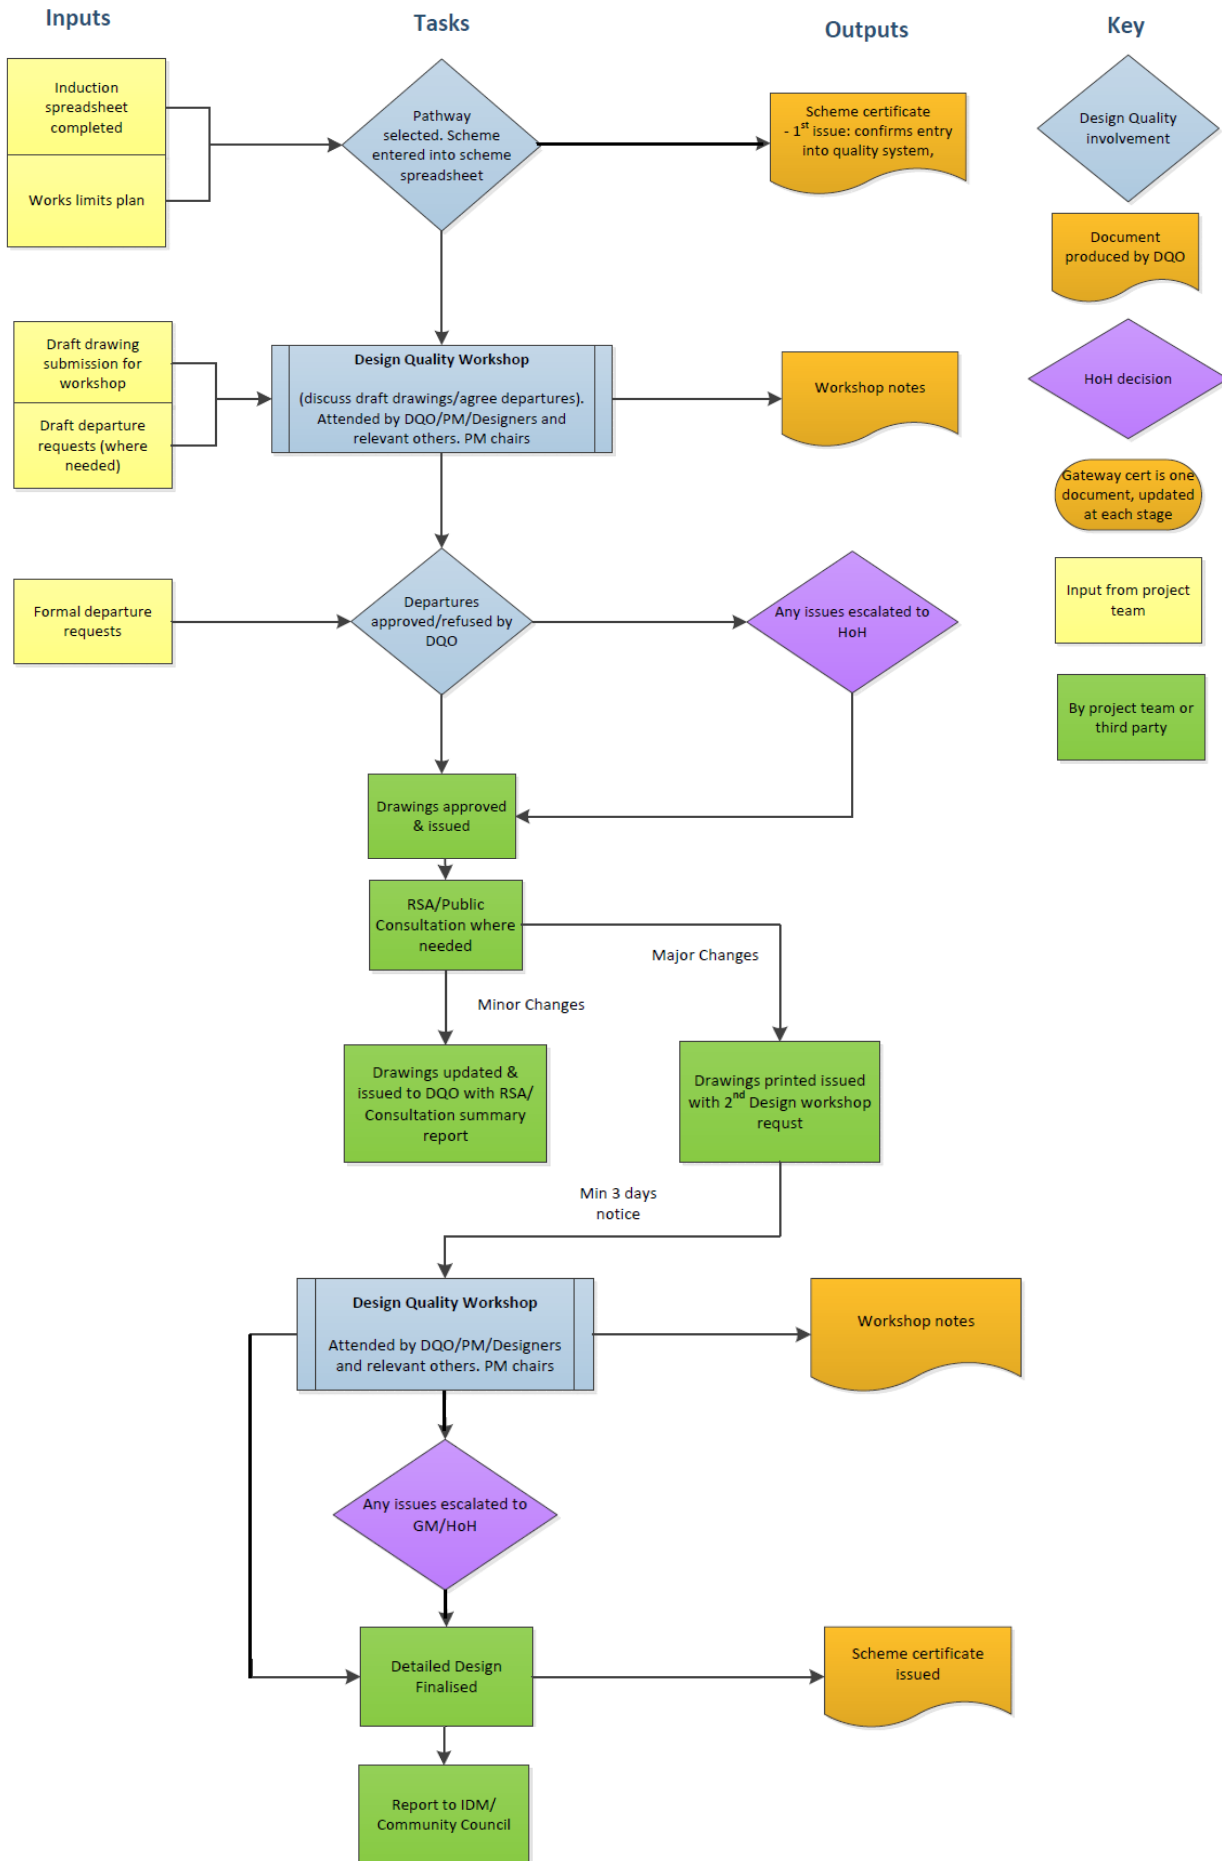 Inputs
Tasks
Outputs
Key
Induction
spreadsheet
completed
Works limits plan
Pathway
selected. Scheme
entered into scheme
spreadsheet
Scheme certificate
- 1st issue: confirms entry
into quality system,
Design Quality
involvement
Document
produced by DQO
HoH decision
Gateway cert is one
document, updated
at each stage
Input from project
team
By project team or
third party
Draft drawing
submission for
workshop
Draft departure
requests (where
needed)
Design Quality Workshop
(discuss draft drawings/agree departures).
Attended by DQO/PM/Designers and
relevant others. PM chairs
Workshop notes
Formal departure
requests
Departures
approved/refused by
DQO
Any issues escalated to
HoH
Drawings approved
& issued
RSA/Public
Consultation where
needed
Major Changes
Minor Changes
Drawings updated &
issued to DQO with RSA/
Consultation summary
report
Drawings printed issued
with 2nd Design workshop
requst
Min 3 days
notice
Design Quality Workshop
Attended by DQO/PM/Designers
and relevant others. PM chairs
Workshop notes
Any issues escalated to
GM/HoH
Detailed Design
Finalised
Scheme certificate
issued
Report to IDM/
Community Council